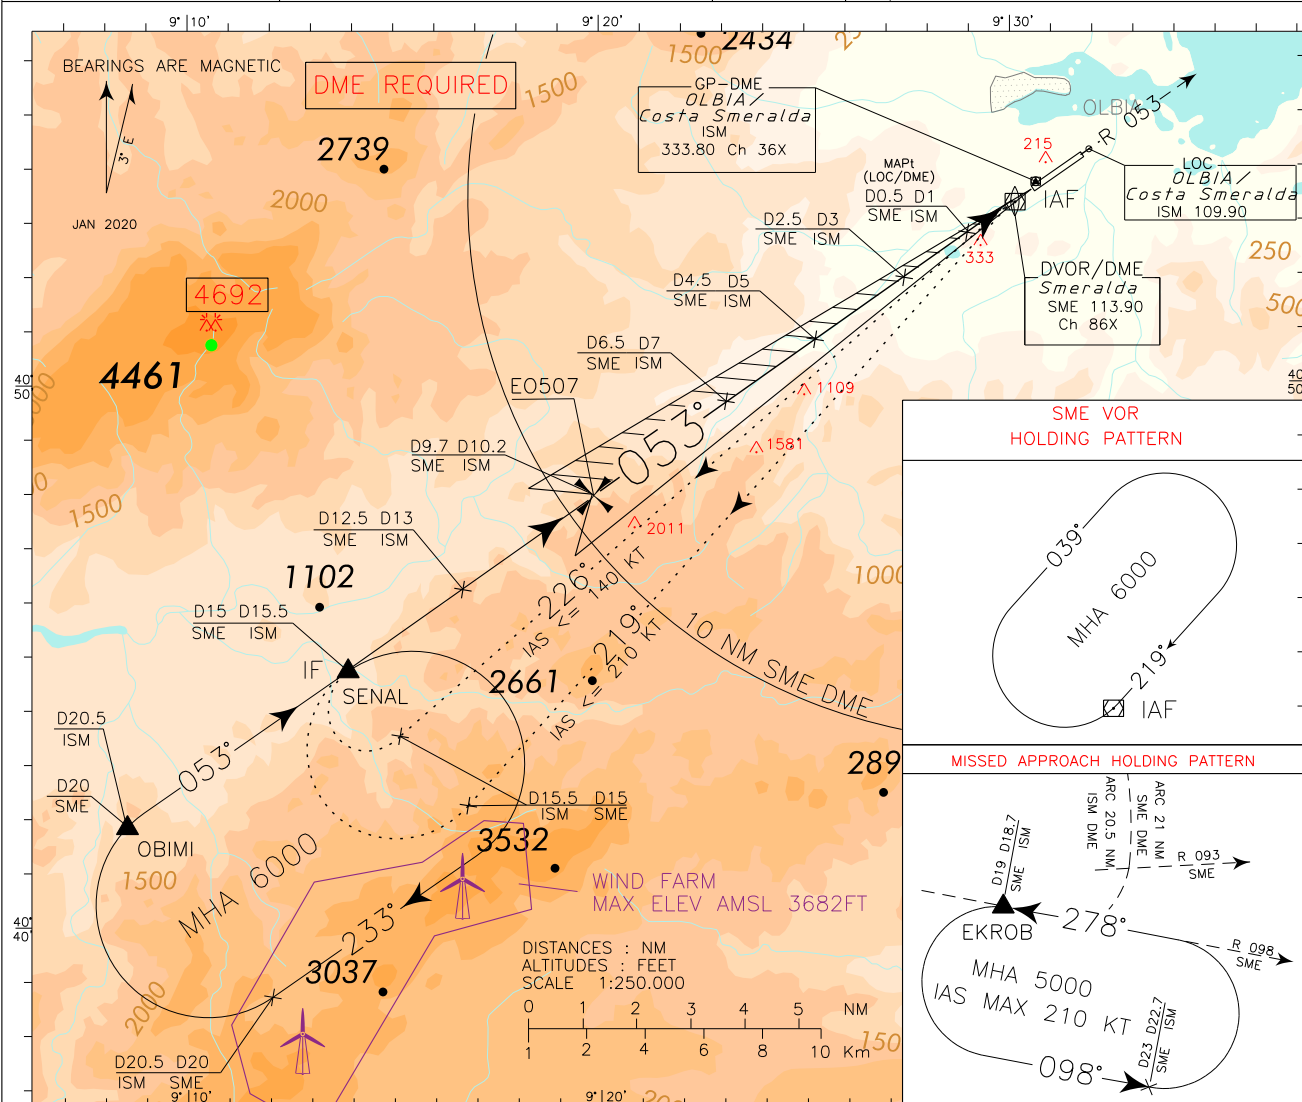 9° 10'
9° 20'
9° 30'
BEARINGS ARE MAGNETIC
DME REQUIRED
3° E
JAN 2020
2434
1500
1500
2739
2000
4692
4461
40°
50'
1500
GP-DME
OLBIA/
Costa Smeralda
ISM
333.80 Ch 36X
OLBIA
R 053
215
LOC
OLBIA/
Costa Smeralda
ISM 109.90
MAPt
(LOC/DME)
D0.5 D1
SME ISM
IAF
333
250
500
DVOR/DME
Smeralda
SME 113.90
Ch 86X
D2.5 D3
SME ISM
D4.5 D5
SME ISM
D6.5 D7
SME ISM
EO507
1109
1581
053°
D9.7 D10.2
SME ISM
2011
D12.5 D13
SME ISM
1102
D15 D15.5
SME ISM
IF
SENAL
226°
IAS <= 140 KT
219°
IAS <= 210 KT
2661
10 NM SME DME
1000
289
D20.5
ISM
D20
SME
053°
OBIMI
1500
MHA 6000
D15.5 D15
ISM SME
3532
WIND FARM
MAX ELEV AMSL 3682FT
233°
3037
2000
40°
D20.5 D20
ISM SME
DISTANCES : NM
ALTITUDES : FEET
SCALE 1:250.000
0 1 2 3 4 5 NM
1 2 4 6 8 10 Km
150
9° 10'
9° 20'
40
50
SME VOR
HOLDING PATTERN
039°
MHA 6000
219°
IAF
MISSED APPROACH HOLDING PATTERN
ARC 20.5 NM
ISM DME
ARC 21 NM
SME DME
R 093
SME
D19 D18.7
SME ISM
EKROB
278°
R 098
SME
MHA 5000
IAS MAX 210 KT
D23 D22.7
SME ISM
098°